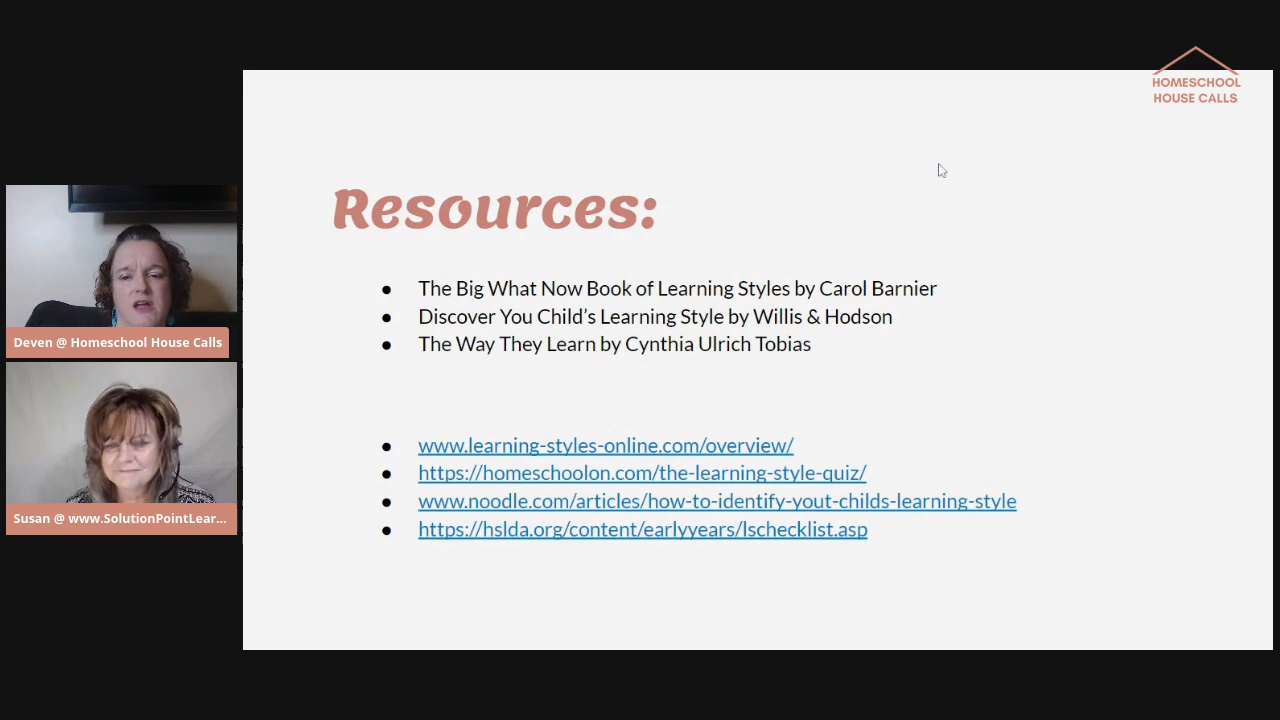 HOMESCHOOL
HOUSE CALLS
Resources:
● The Big What Now Book of Learning Styles by Carol Barnier
● Discover You Child’s Learning Style by Willis & Hodson
● The Way They Learn by Cynthia Ulrich Tobias
● www.learning-styles-online.com/overview/
● https://homeschoolon.com/the-learning-style-quiz/
● www.noodle.com/articles/how-to-identify-yout-childs-learning-style
● https://hslda.org/content/earlyyears/lschecklist.asp
Deven @ Homeschool House Calls
Susan @ www.SolutionPointLear...